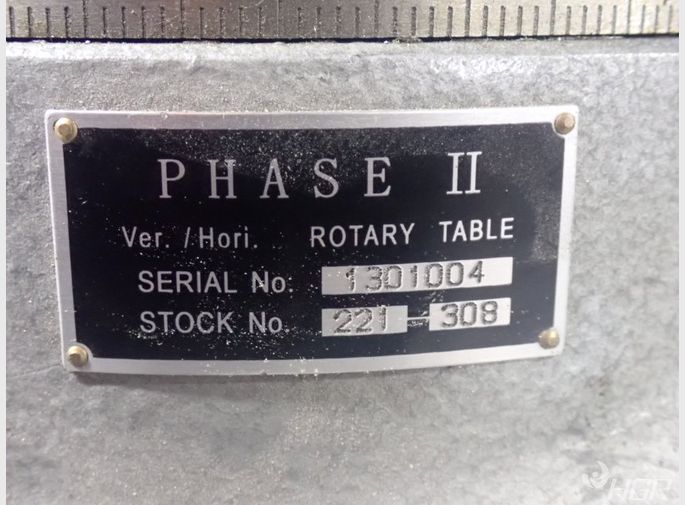 PHASE II
Ver. /Hori. ROTARY TABLE
SERIAL No. 1301004
STOCK No. 221-308
HGR